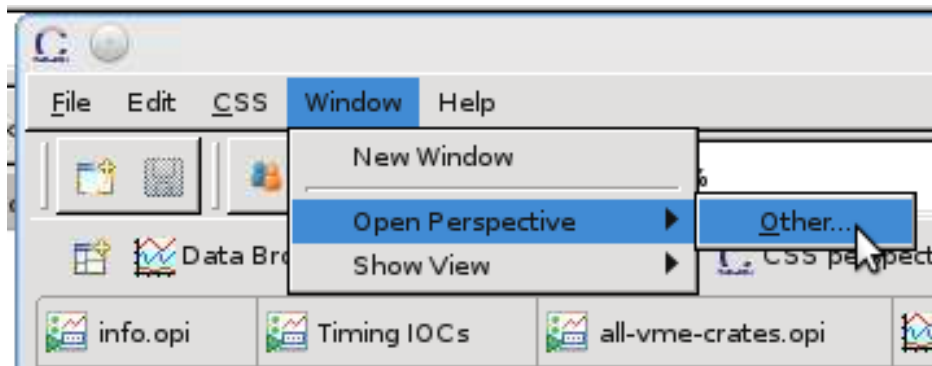 File Edit CSS Window Help
New Window
%
Open Perspective Other...
Data Bro
Show View
CSS perspect
info.opi Timing IOCs all-vme-crates.opi